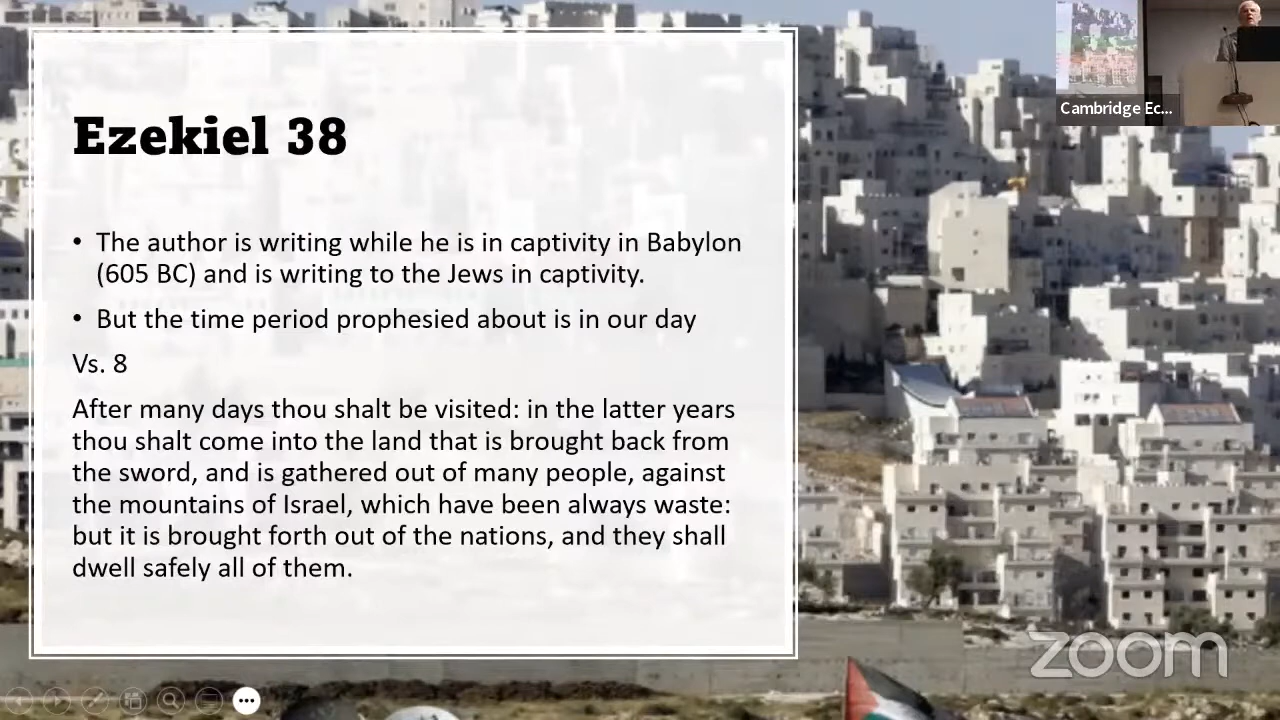 Ezekiel 38
• The author is writing while he is in captivity in Babylon
(605 BC) and is writing to the Jews in captivity.
• But the time period prophesied about is in our day
Vs. 8
After many days thou shalt be visited: in the latter years
thou shalt come into the land that is brought back from
the sword, and is gathered out of many people, against
the mountains of Israel, which have been always waste:
but it is brought forth out of the nations, and they shall
dwell safely all of them.
Cambridge Ec...
zoom